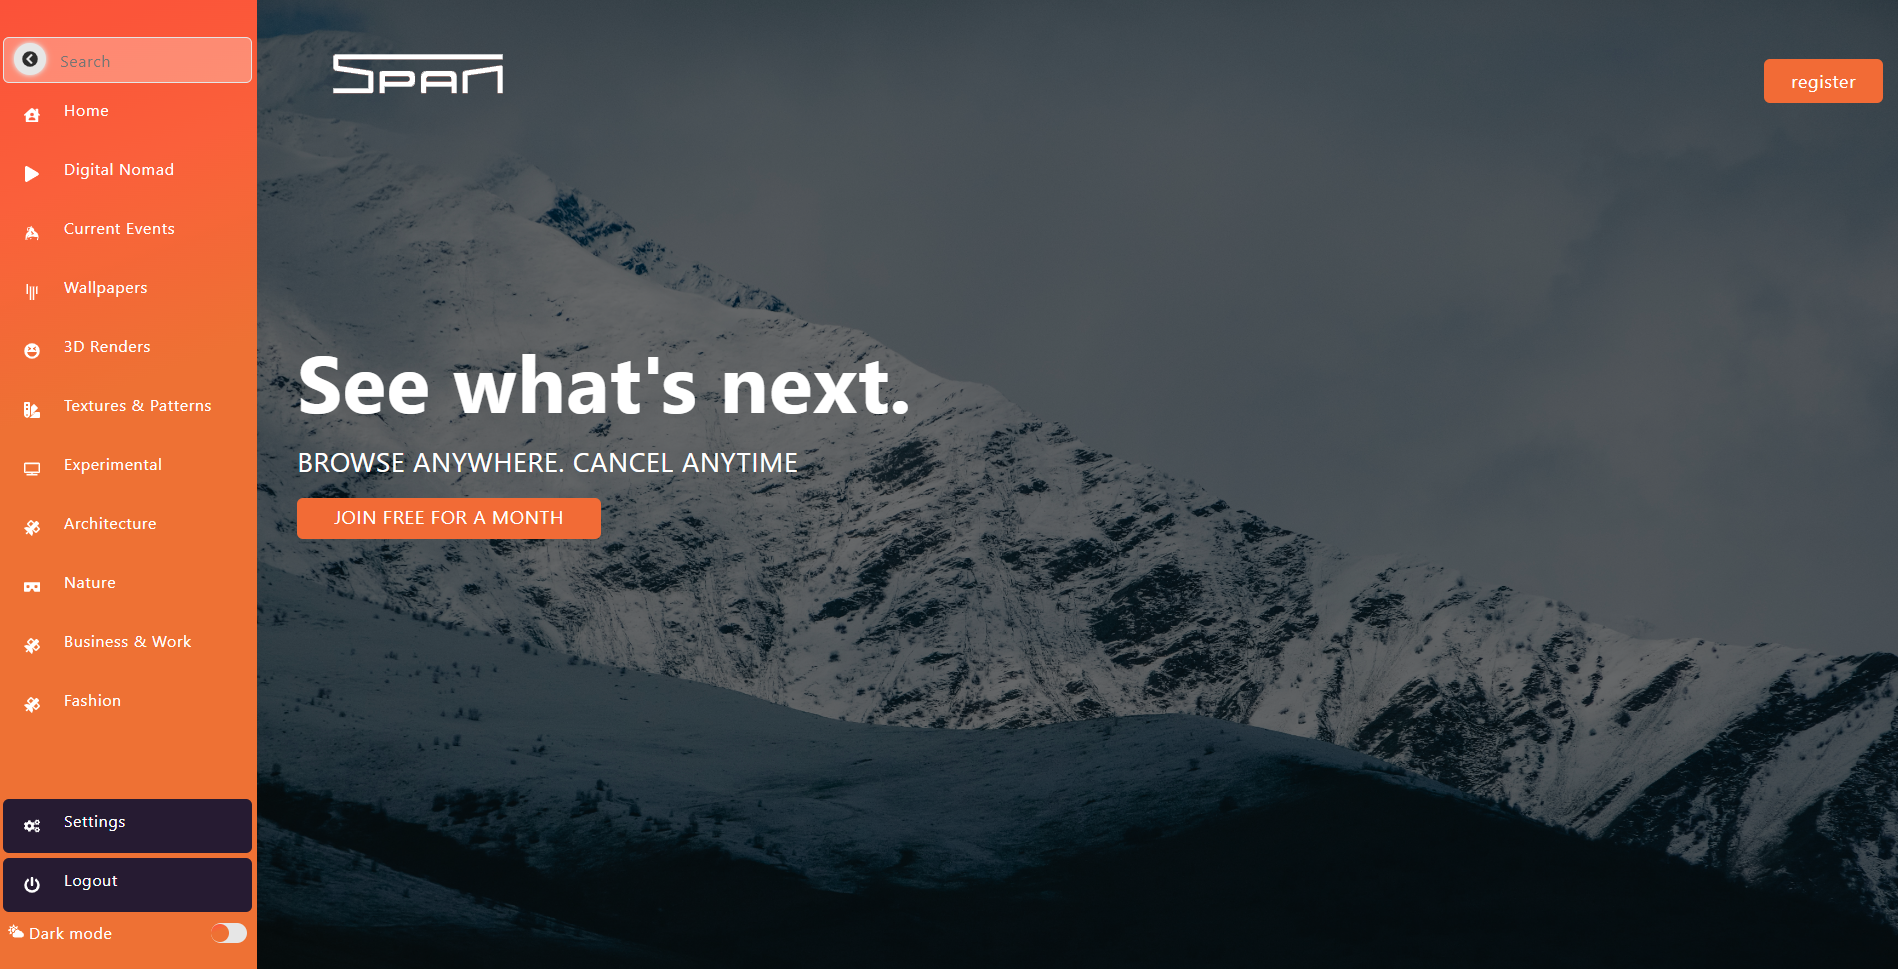 Search
Home
Digital Nomad
Current Events
Wallpapers
3D Renders
Textures & Patterns
Experimental
Architecture
Nature
Business & Work
Fashion
Settings
Logout
Dark mode
SPAN
register
See what's next.
BROWSE ANYWHERE. CANCEL ANYTIME
JOIN FREE FOR A MONTH